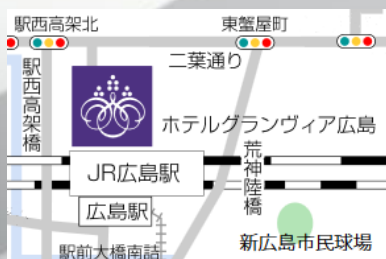 駅西高架北
東蟹屋町
二葉通り
駅西高架橋
ホテルグランヴィア広島
JR広島駅
荒神陸橋
広島駅
新広島市民球場
駅前大橋南詰